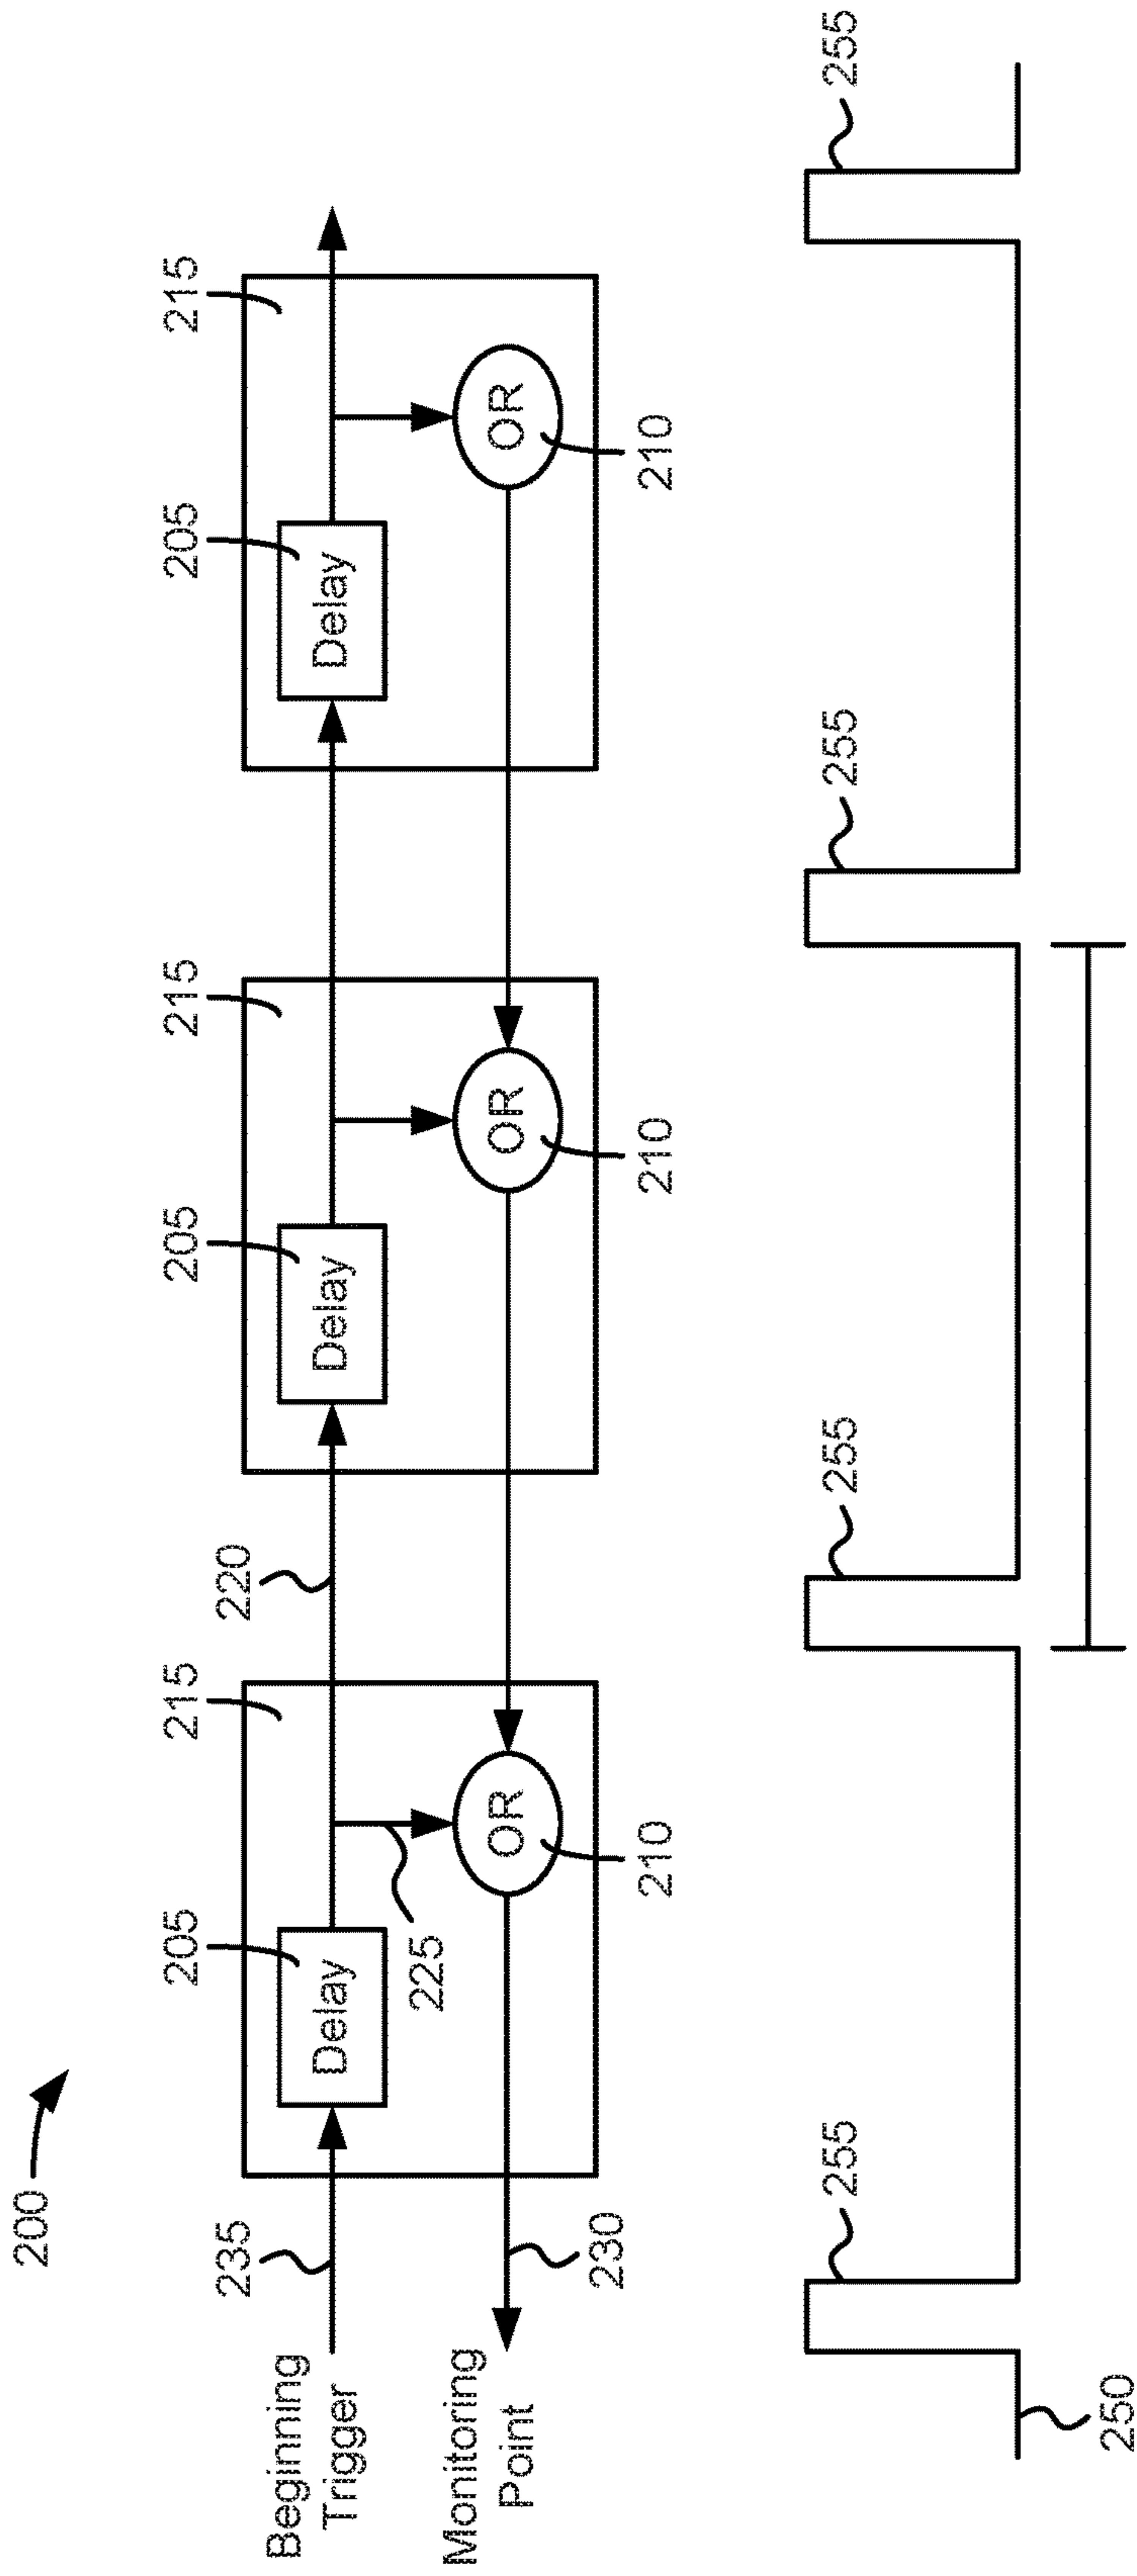 200
205 215 205 215 205 215
235 220
Beginning
Trigger
Delay Delay Delay
225
Monitoring
Point
OR OR OR
230
210 210 210
255 255 255 255
250